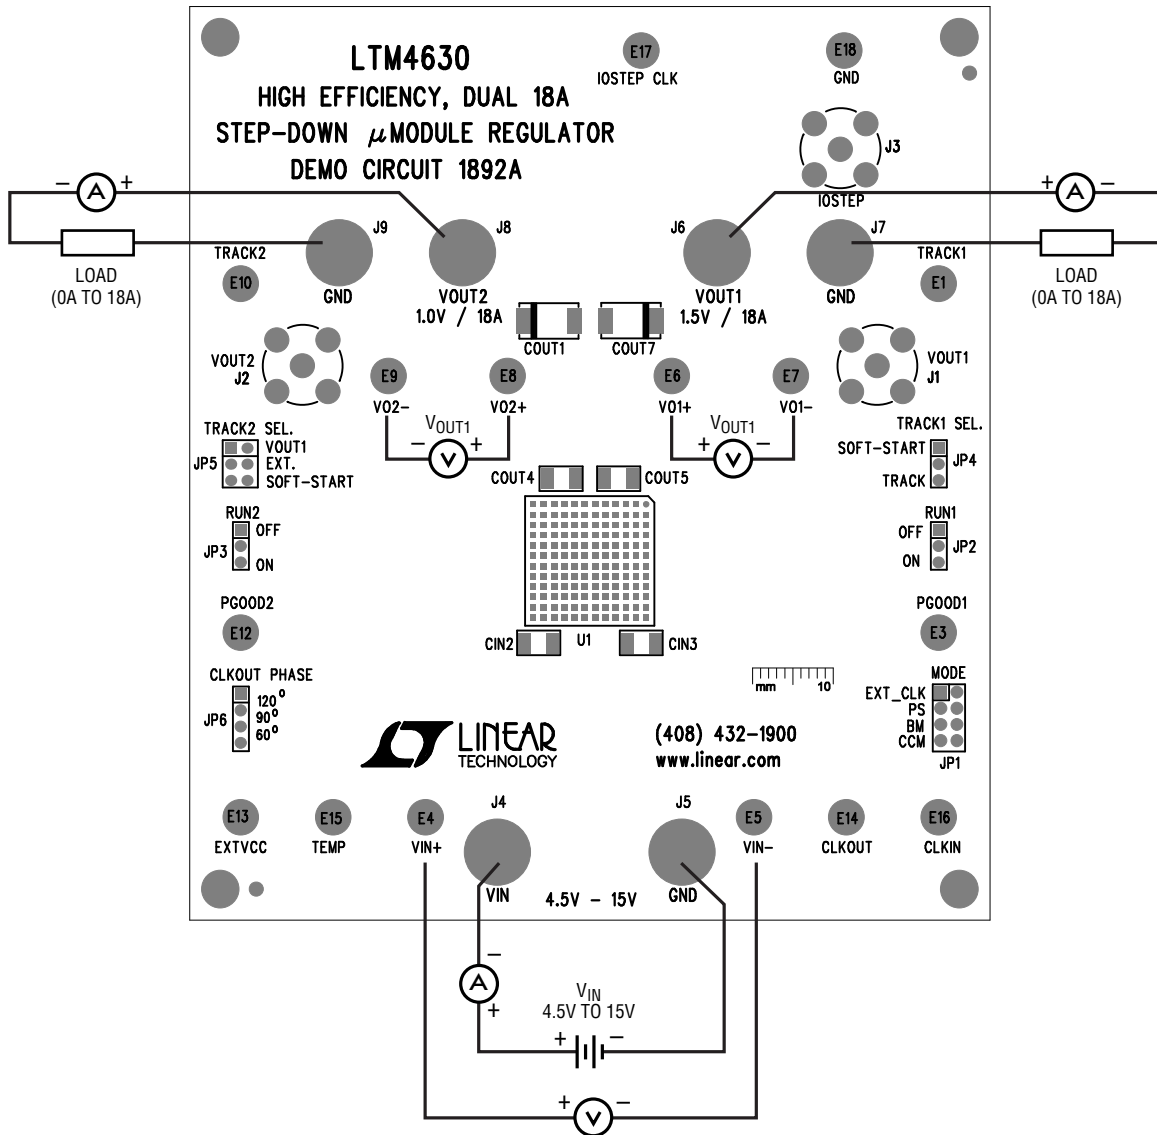 LTM4630
HIGH EFFICIENCY, DUAL 18A
STEP-DOWN µMODULE REGULATOR
DEMO CIRCUIT 1892A
E17
IOSTEP CLK
E18
GND
J3
IOSTEP
– A +
+ A –
LOAD
(0A TO 18A)
LOAD
(0A TO 18A)
TRACK2
E10
J9
GND
J8
VOUT2
1.0V / 18A
J6
VOUT1
1.5V / 18A
J7
GND
TRACK1
E1
COUT1
COUT7
VOUT2
J2
VOUT1
J1
E9
VO2-
E8
VO2+
E6
VO1+
E7
VO1-
VOUT1
– V +
VOUT1
+ V –
TRACK2 SEL.
JP5
VOUT1
EXT.
SOFT-START
TRACK1 SEL.
SOFT-START
JP4
TRACK
COUT4
COUT5
RUN2
OFF
JP3
ON
RUN1
OFF
JP2
ON
PGOOD2
E12
PGOOD1
E3
CIN2
U1
CIN3
CLKOUT PHASE
JP6
120º
90º
60º
mm 10
MODE
EXT_CLK
PS
BM
CCM
JP1
LINEAR
TECHNOLOGY
(408) 432-1900
www.linear.com
E13
EXTVCC
E15
TEMP
E4
VIN+
J4
VIN
4.5V – 15V
J5
GND
E5
VIN-
E14
CLKOUT
E16
CLKIN
–
A
+
VIN
4.5V TO 15V
+ –
+ V –